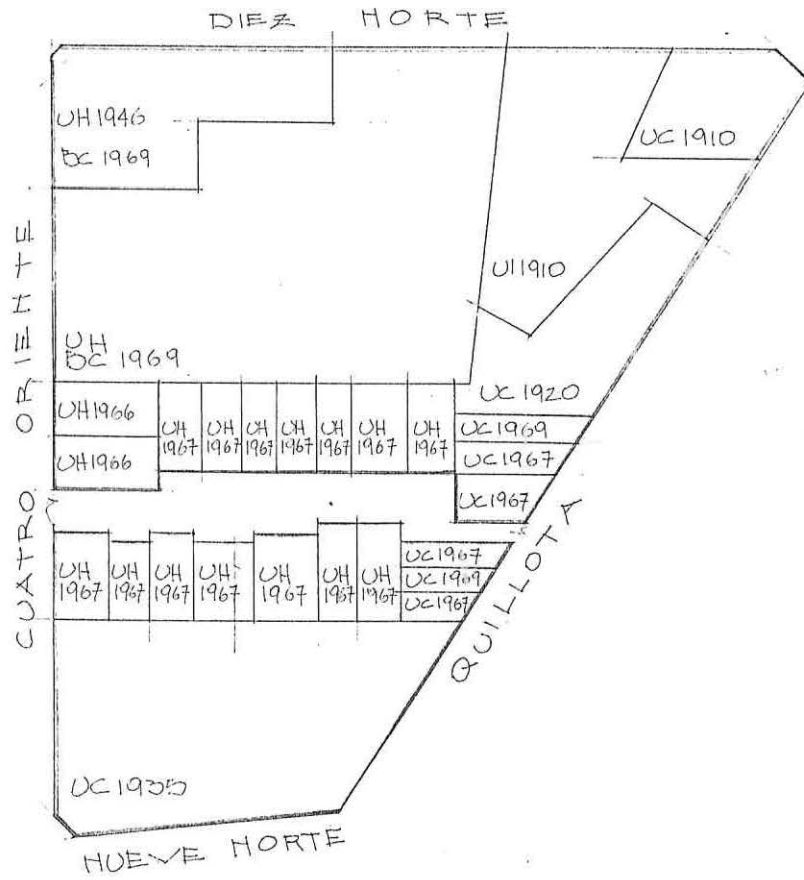 DIEZ NORTE
UH 1946
DC 1969
UC 1910
UI 1910
ORIENTE
UH
DC 1969
UH 1966
UH 1966
UH 1967
UH 1967
UH 1967
UH 1967
UH 1967
UH 1967
UH 1967
UC 1920
UC 1969
UC 1967
UC 1967
CUATRO
UH 1967
UH 1967
UH 1967
UH 1967
UH 1967
UH 1967
UH 1967
UC 1967
UC 1969
UC 1967
QUILLOTA
UC 1935
NUEVE NORTE